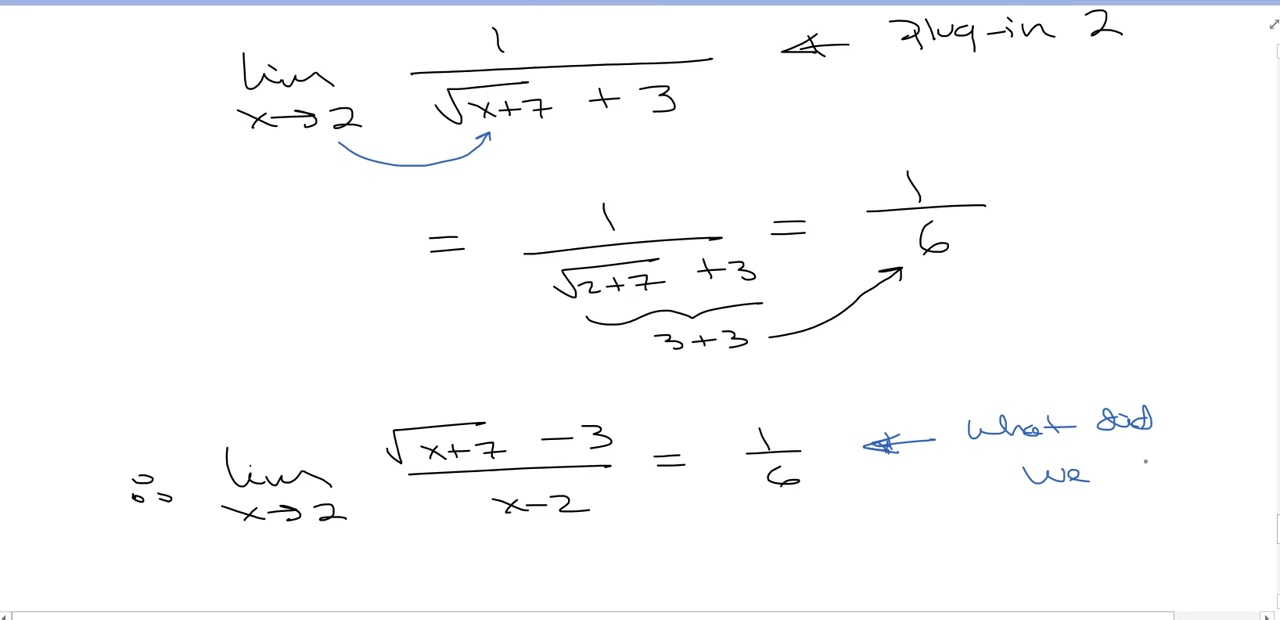 lim x→2 1/(√(x+7) + 3) ← Plug-in 2
= 1/(√(2+7) + 3) = 1/6
3+3
∴ lim x→2 (√(x+7) - 3)/(x-2) = 1/6 ← What did
we